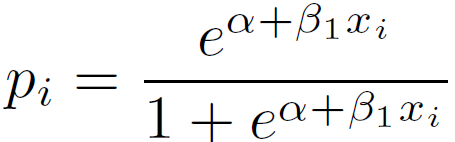 p_i = \frac{e^{\alpha+\beta_1 x_i}}{1 + e^{\alpha+\beta_1 x_i}}